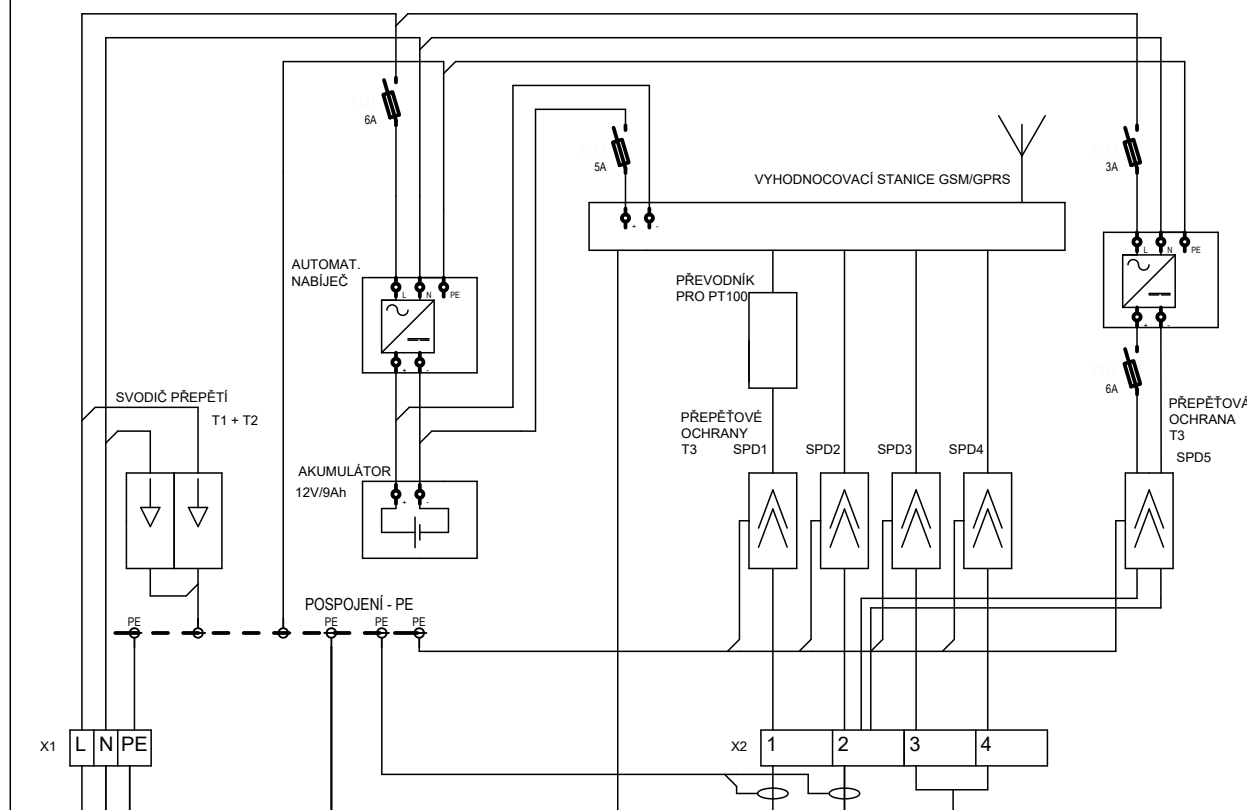 6A
5A
3A
VYHODNOCOVACÍ STANICE GSM/GPRS
+ -
L N PE
AUTOMAT.
NABÍJEČ
L N PE
PŘEVODNÍK
PRO PT100
+ -
+ -
6A
SVODIČ PŘEPĚTÍ
T1 + T2
PŘEPĚŤOVÉ
OCHRANY
T3
SPD1
SPD2
SPD3
SPD4
PŘEPĚŤOVÁ
OCHRANA
T3
SPD5
AKUMULÁTOR
12V/9Ah
+ -
POSPOJENÍ - PE
PE
PE
PE
PE
X1
L N PE
X2
1 2 3 4